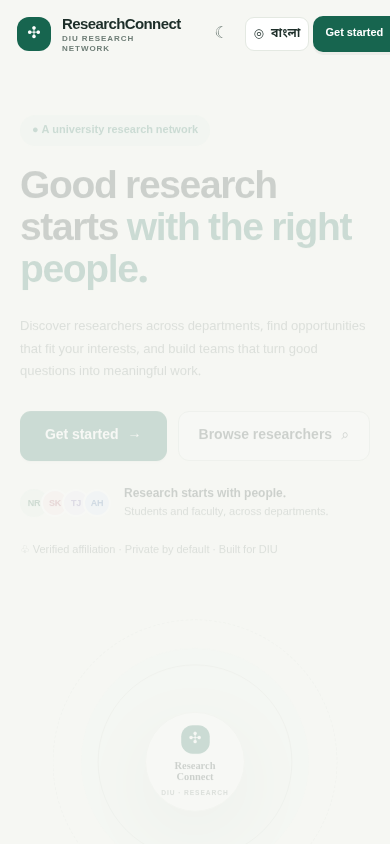 ResearchConnect
DIU RESEARCH
NETWORK
বাংলা
Get started
A university research network
Good research
starts with the right
people.
Discover researchers across departments, find opportunities
that fit your interests, and build teams that turn good
questions into meaningful work.
Get started →
Browse researchers
NR SK TJ AH
Research starts with people.
Students and faculty, across departments.
Verified affiliation · Private by default · Built for DIU
Research
Connect
DIU · RESEARCH